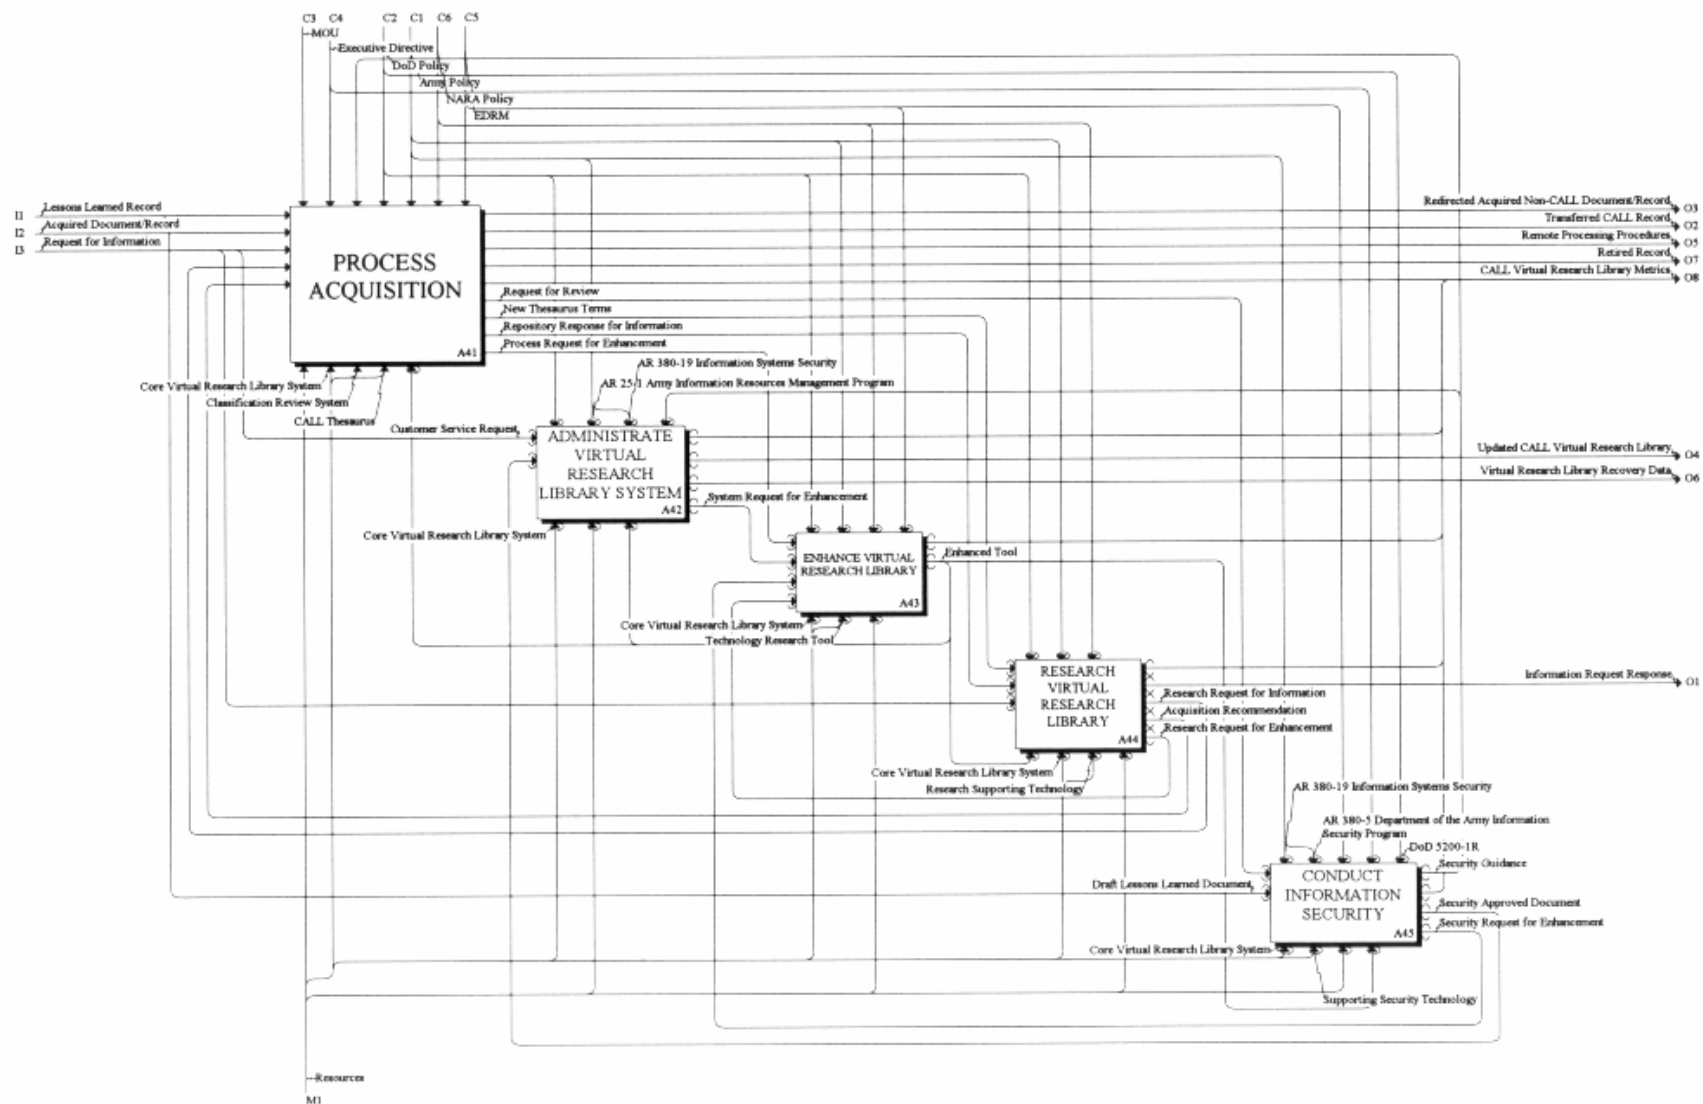 C3 C4 C2 C1 C6 C5
MOU
Executive Directive
DoD Policy
Army Policy
NARA Policy
EDRM
I1 Lessons Learned Record
I2 Acquired Document/Record
I3 Request for Information
PROCESS
ACQUISITION
A41
Redirected Acquired Non-CALL Document/Record O3
Transferred CALL Record O2
Remote Processing Procedures O5
Retired Record O7
CALL Virtual Research Library Metrics O8
Request for Review
New Thesaurus Terms
Repository Response for Information
Process Request for Enhancement
AR 380-19 Information Systems Security
AR 25-1 Army Information Resources Management Program
Core Virtual Research Library System
Classification Review System
CALL Thesaurus
Customer Service Request
ADMINISTRATE
VIRTUAL
RESEARCH
LIBRARY SYSTEM
A42
Updated CALL Virtual Research Library O4
Virtual Research Library Recovery Data O6
System Request for Enhancement
Core Virtual Research Library System
ENHANCE VIRTUAL
RESEARCH LIBRARY
A43
Enhanced Tool
Core Virtual Research Library System
Technology Research Tool
RESEARCH
VIRTUAL
RESEARCH
LIBRARY
A44
Information Request Response O1
Research Request for Information
Acquisition Recommendation
Research Request for Enhancement
Core Virtual Research Library System
Research Supporting Technology
AR 380-19 Information Systems Security
AR 380-5 Department of the Army Information
Security Program
DoD 5200-1R
CONDUCT
INFORMATION
SECURITY
A45
Security Guidance
Draft Lessons Learned Document
Security Approved Document
Security Request for Enhancement
Core Virtual Research Library System
Supporting Security Technology
Resources
M1